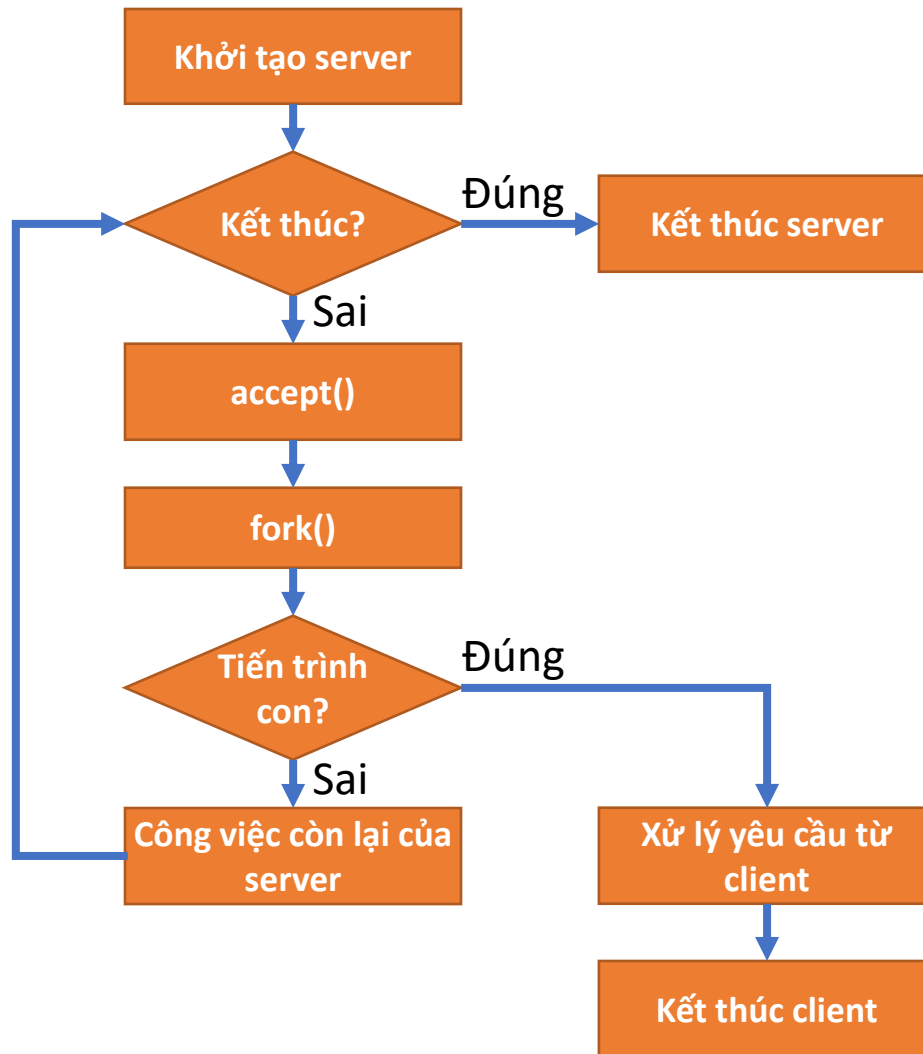 Khởi tạo server
Kết thúc?
Đúng
Kết thúc server
Sai
accept()
fork()
Tiến trình
con?
Đúng
Sai
Công việc còn lại của
server
Xử lý yêu cầu từ
client
Kết thúc client